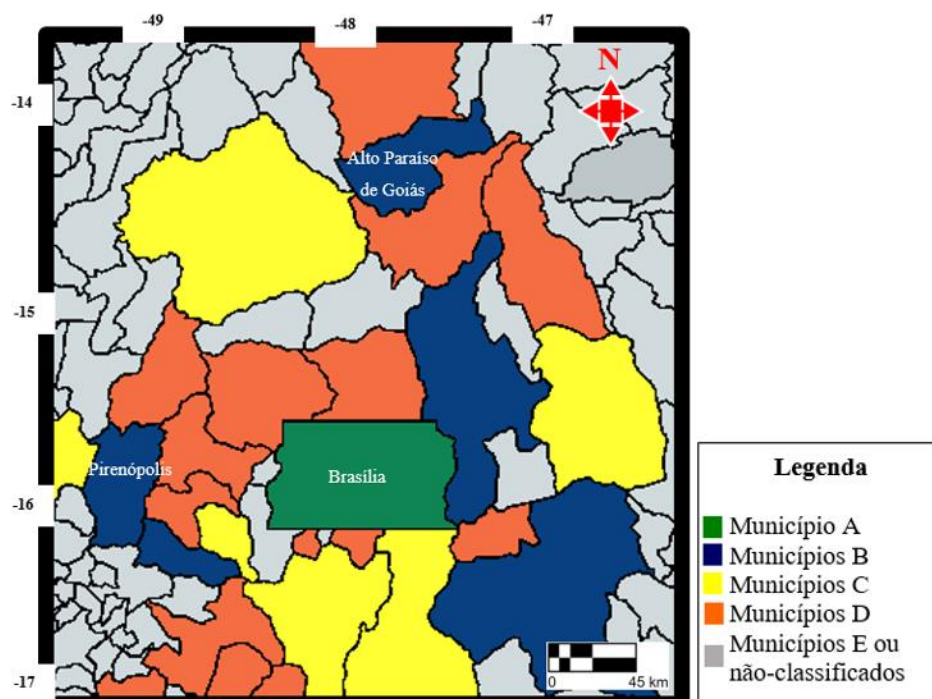 -49
-48
-47
N
-14
Alto Paraíso
de Goiás
-15
Pirenópolis
Brasília
-16
-17
0
45 km
Legenda
Município A
Municípios B
Municípios C
Municípios D
Municípios E ou
não-classificados